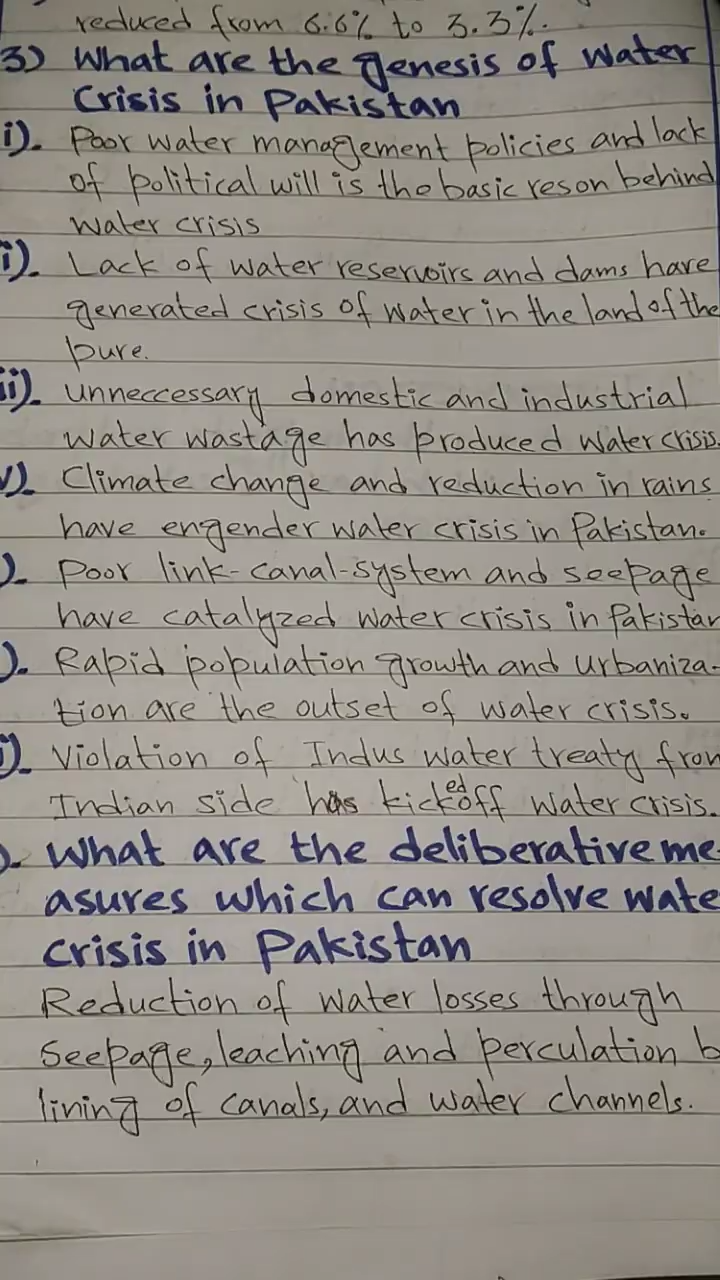 reduced from 6.6% to 3.3%.
3) What are the genesis of water
Crisis in Pakistan
i). Poor water management policies and lack
of political will is the basic reson behind
water crisis
i). Lack of water reservoirs and dams have
generated crisis of water in the land of the
pure.
ii). unneccessary domestic and industrial
water wastage has produced water crisis.
v). Climate change and reduction in rains
have engender water crisis in Pakistan.
). Poor link-canal-system and seepage
have catalyzed water crisis in Pakistan
). Rapid population growth and urbaniza-
tion are the outset of water crisis.
i). Violation of Indus water treaty from
Indian side has kickedoff water crisis.
). What are the deliberative me-
asures which can resolve wate
crisis in Pakistan
Reduction of water losses through
seepage, leaching and perculation b
lining of canals, and water channels.